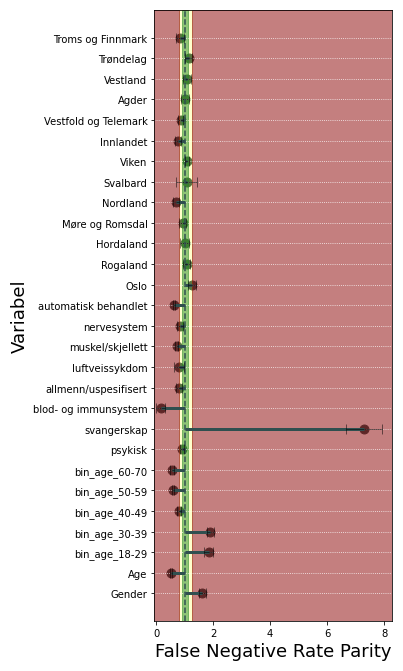 Troms og Finnmark
Trøndelag
Vestland
Agder
Vestfold og Telemark
Innlandet
Viken
Svalbard
Nordland
Møre og Romsdal
Hordaland
Rogaland
Oslo
automatisk behandlet
nervesystem
muskel/skjellett
luftveissykdom
allmenn/uspesifisert
blod- og immunsystem
svangerskap
psykisk
bin_age_60-70
bin_age_50-59
bin_age_40-49
bin_age_30-39
bin_age_18-29
Age
Gender
Variabel
0 2 4 6 8
False Negative Rate Parity